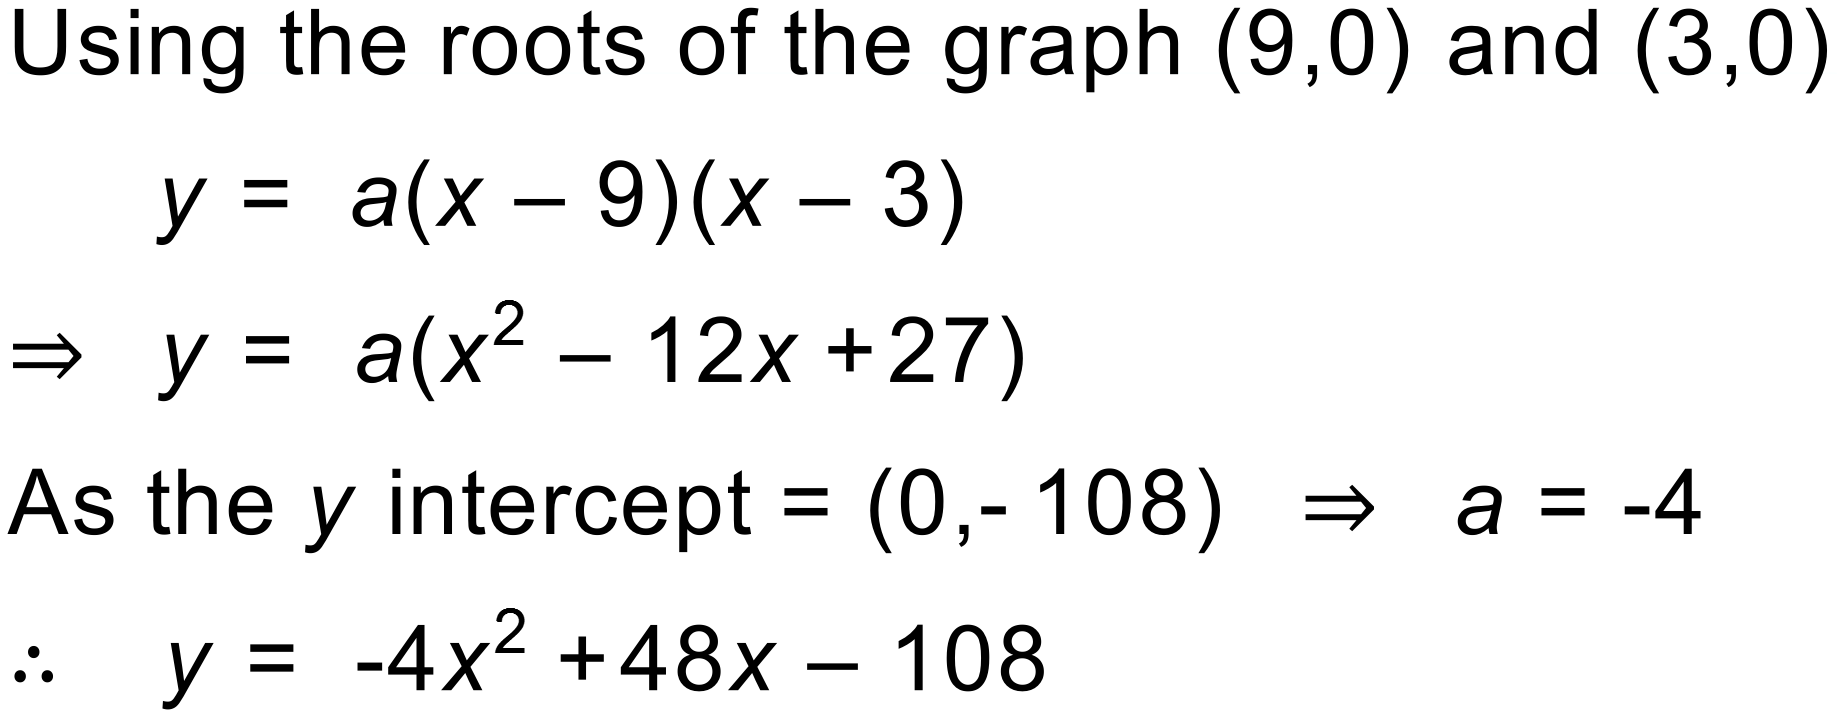 Using the roots of the graph (9,0) and (3,0)
y = a(x – 9)(x – 3)
⇒ y = a(x² – 12x +27)
As the y intercept = (0,- 108) ⇒ a = -4
∴ y = -4x² +48x – 108